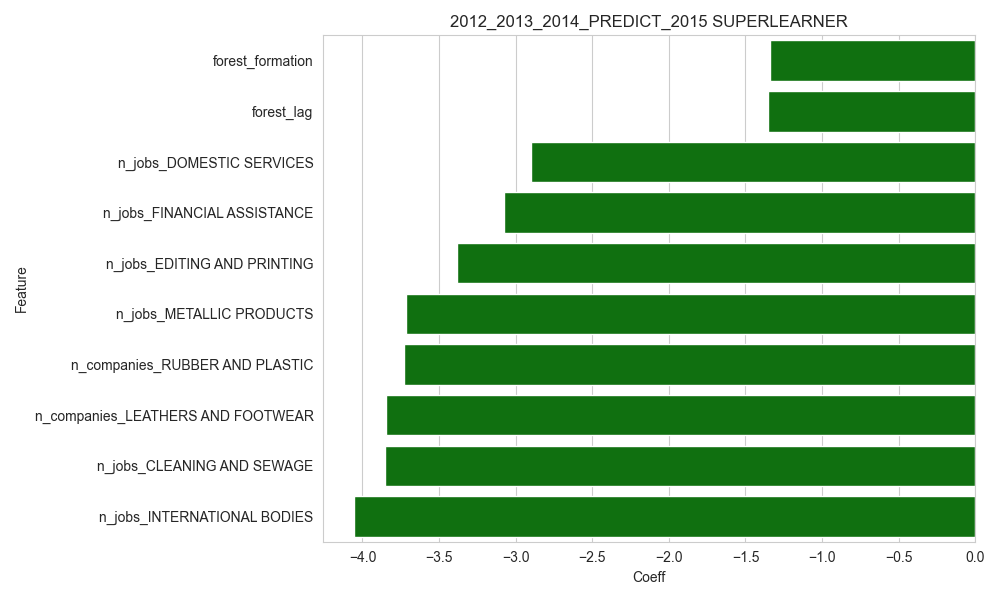 2012_2013_2014_PREDICT_2015 SUPERLEARNER
forest_formation
forest_lag
n_jobs_DOMESTIC SERVICES
n_jobs_FINANCIAL ASSISTANCE
n_jobs_EDITING AND PRINTING
n_jobs_METALLIC PRODUCTS
n_companies_RUBBER AND PLASTIC
n_companies_LEATHERS AND FOOTWEAR
n_jobs_CLEANING AND SEWAGE
n_jobs_INTERNATIONAL BODIES
Feature
−4.0 −3.5 −3.0 −2.5 −2.0 −1.5 −1.0 −0.5 0.0
Coeff